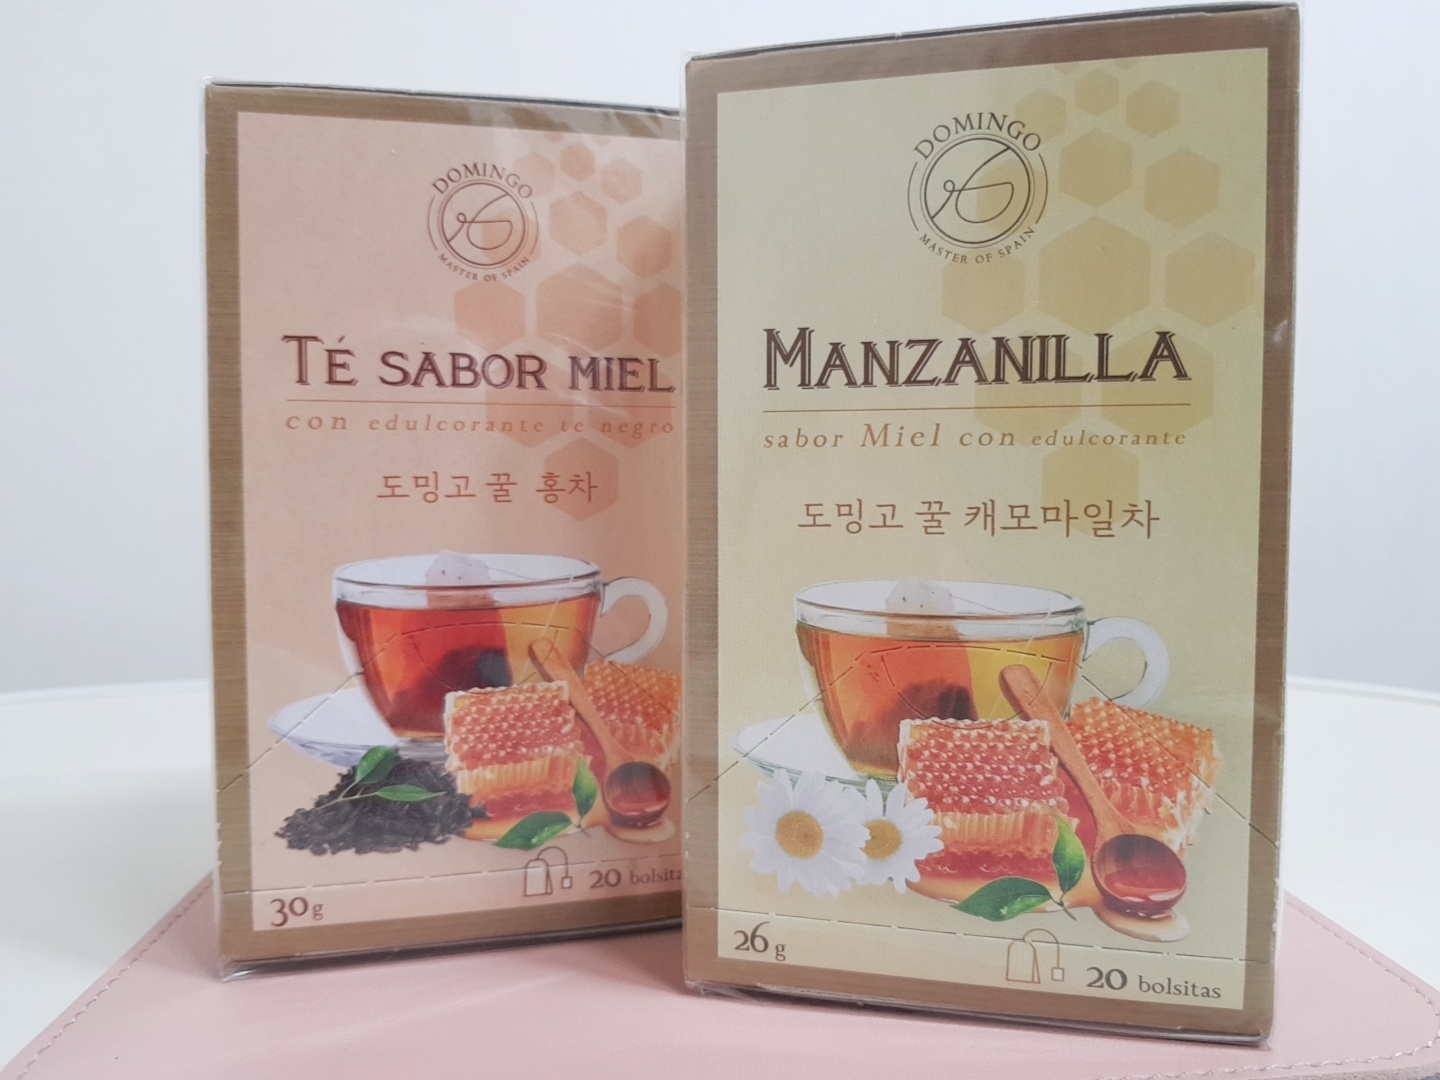 DOMINGO
MASTER OF SPAIN
TÉ SABOR MIEL
con edulcorante te negro
도밍고 꿀 홍차
20 bolsita
30g
DOMINGO
MASTER OF SPAIN
MANZANILLA
sabor Miel con edulcorante
도밍고 꿀 캐모마일차
26 g
20 bolsitas